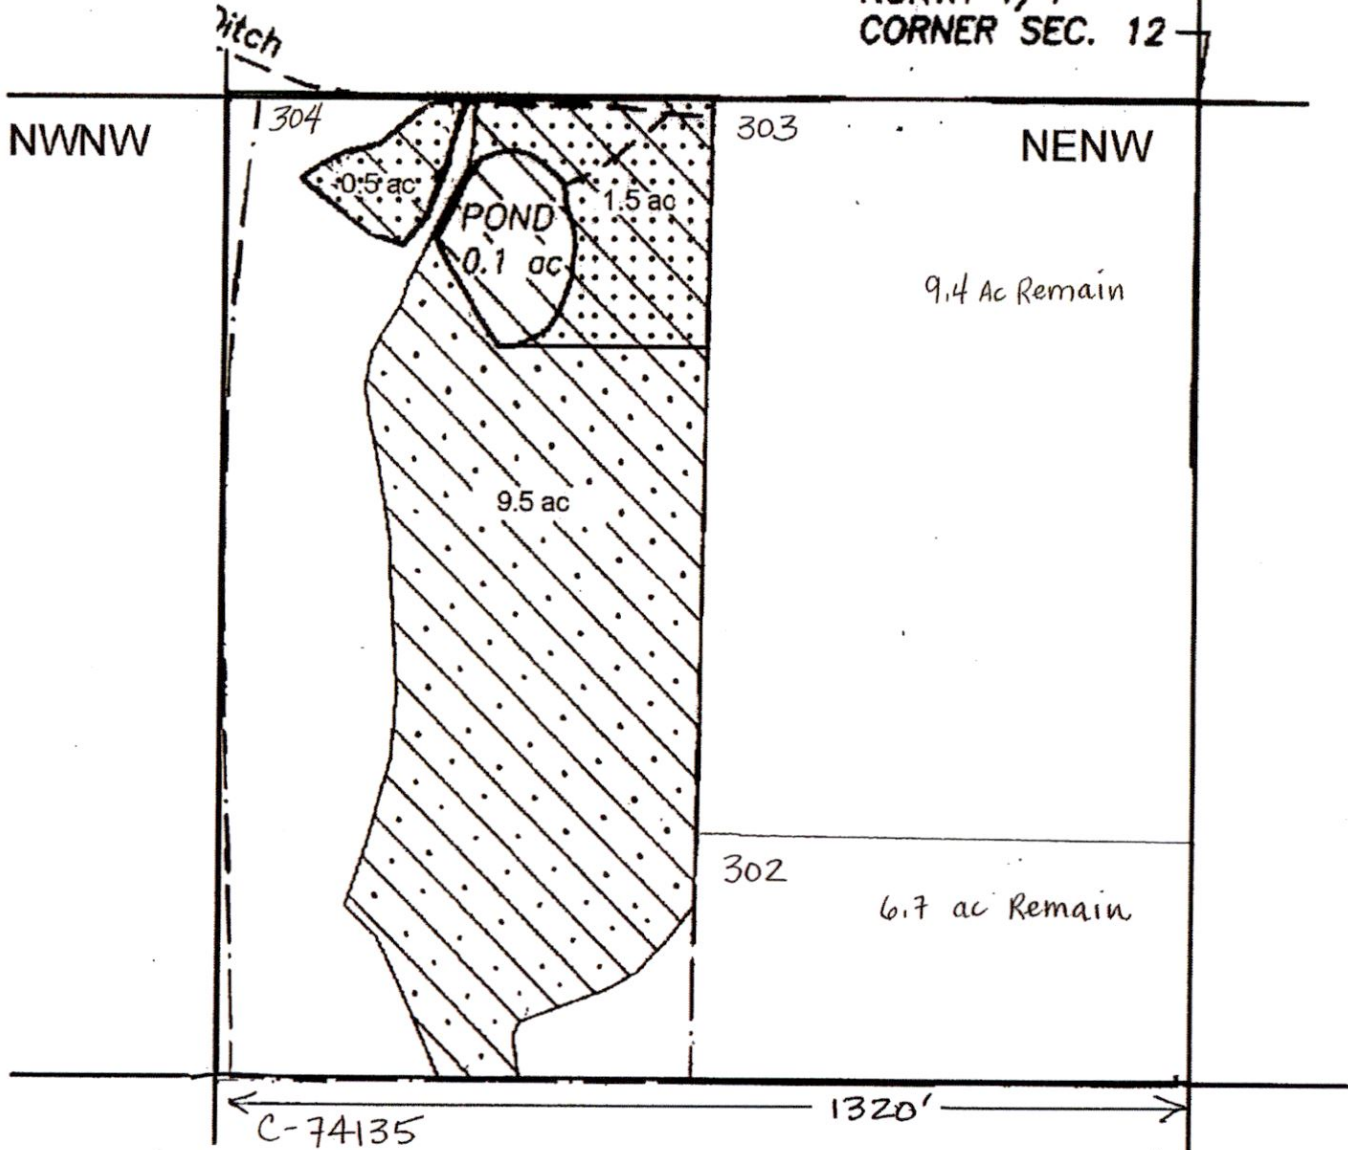 Ditch
CORNER SEC. 12
304
303
NWNW
NENW
0.5 ac
1.5 ac
POND
0.1 ac
9.4 Ac Remain
9.5 ac
302
6.7 ac Remain
1320'
C-74135